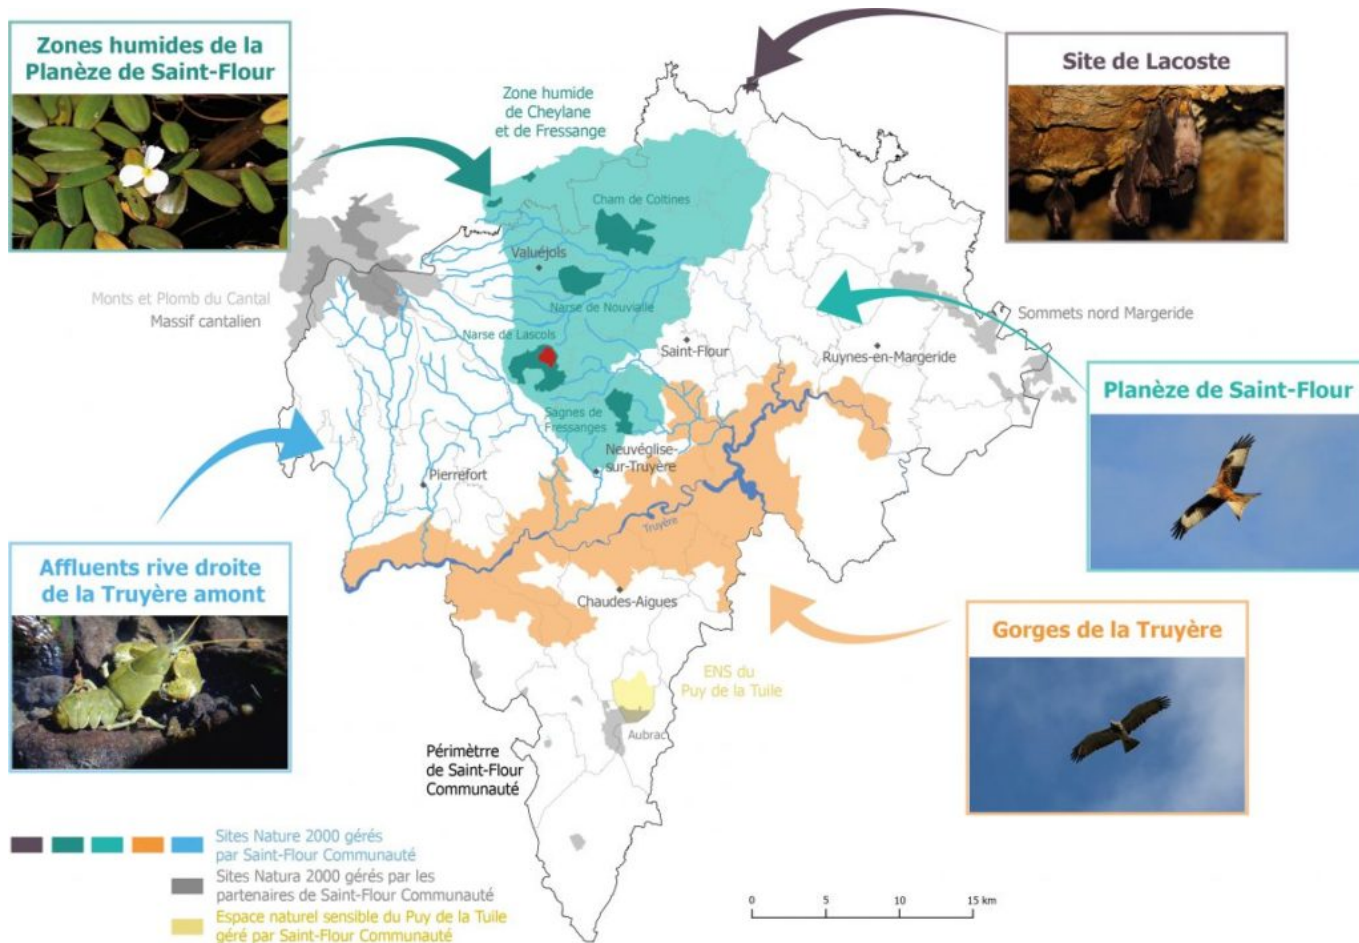 Zones humides de la
Planèze de Saint-Flour
Site de Lacoste
Zone humide
de Cheylane
et de Fressange
Cham de Coltines
Valuéjols
Monts et Plomb du Cantal
Massif cantalien
Narse de Nouvialle
Sommets nord Margeride
Narse de Lascols
Saint-Flour
Ruynes-en-Margeride
Planèze de Saint-Flour
Sagnes de
Fressanges
Neuvéglise
-sur-Truyère
Pierrefort
Truyère
Affluents rive droite
de la Truyère amont
Chaudes-Aigues
Gorges de la Truyère
ENS du
Puy de la Tuile
Aubrac
Périmètrre
de Saint-Flour
Communauté
Sites Nature 2000 gérés
par Saint-Flour Communauté
Sites Natura 2000 gérés par les
partenaires de Saint-Flour Communauté
Espace naturel sensible du Puy de la Tuile
géré par Saint-Flour Communauté
0 5 10 15 km